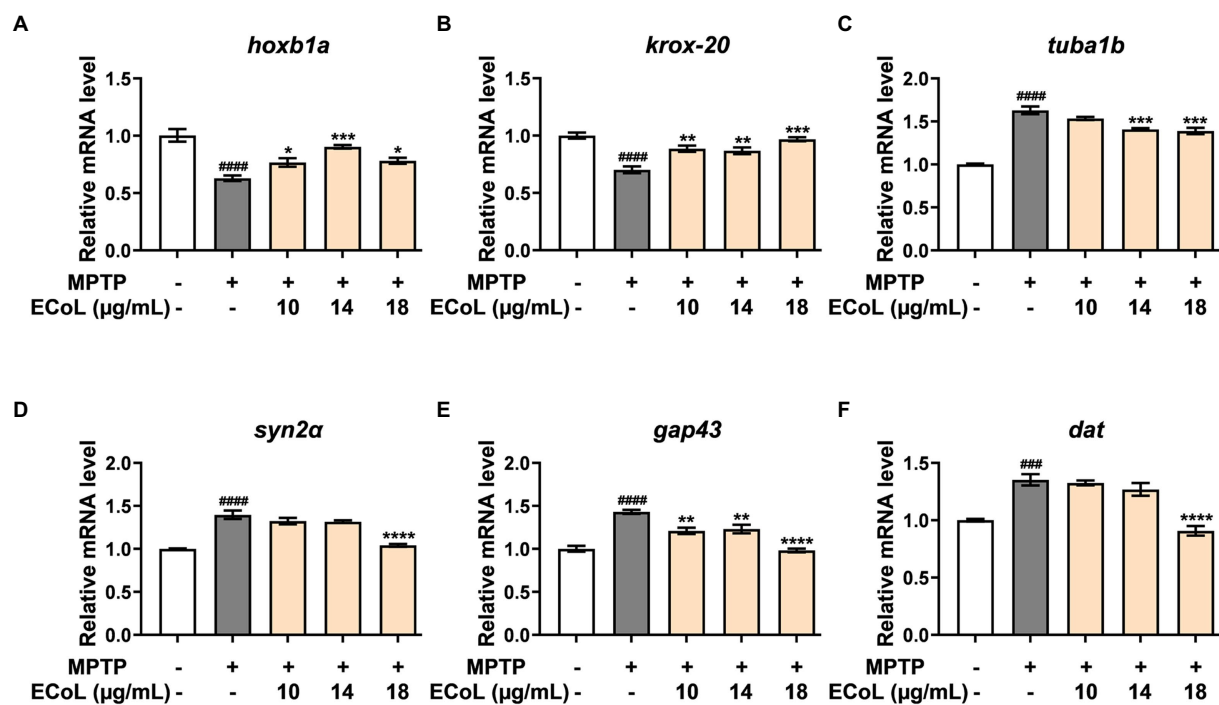 A
hoxb1a
Relative mRNA level
1.5
1.0
0.5
0.0
####
*
***
*
MPTP - + + + +
ECoL (µg/mL) - - 10 14 18
B
krox-20
Relative mRNA level
1.5
1.0
0.5
0.0
####
**
**
***
MPTP - + + + +
ECoL (µg/mL) - - 10 14 18
C
tuba1b
Relative mRNA level
2.0
1.5
1.0
0.5
0.0
####
***
***
MPTP - + + + +
ECoL (µg/mL) - - 10 14 18
D
syn2α
Relative mRNA level
2.0
1.5
1.0
0.5
0.0
####
****
MPTP - + + + +
ECoL (µg/mL) - - 10 14 18
E
gap43
Relative mRNA level
2.0
1.5
1.0
0.5
0.0
####
**
**
****
MPTP - + + + +
ECoL (µg/mL) - - 10 14 18
F
dat
Relative mRNA level
1.5
1.0
0.5
0.0
###
****
MPTP - + + + +
ECoL (µg/mL) - - 10 14 18